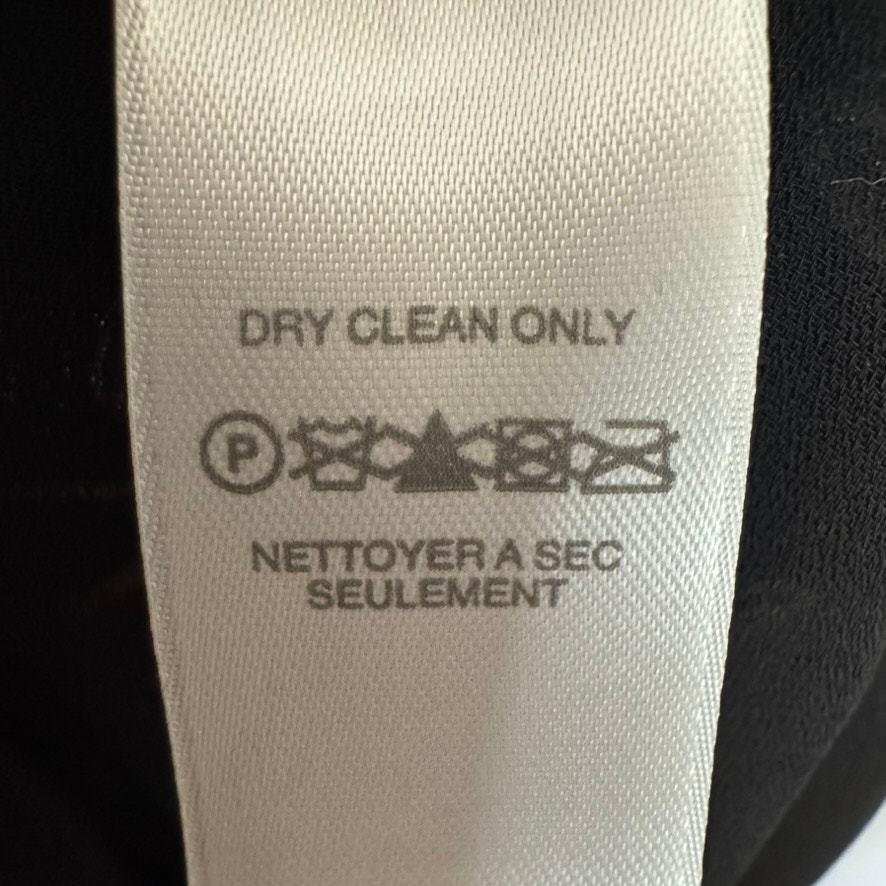 DRY CLEAN ONLY
P
NETTOYER A SEC
SEULEMENT